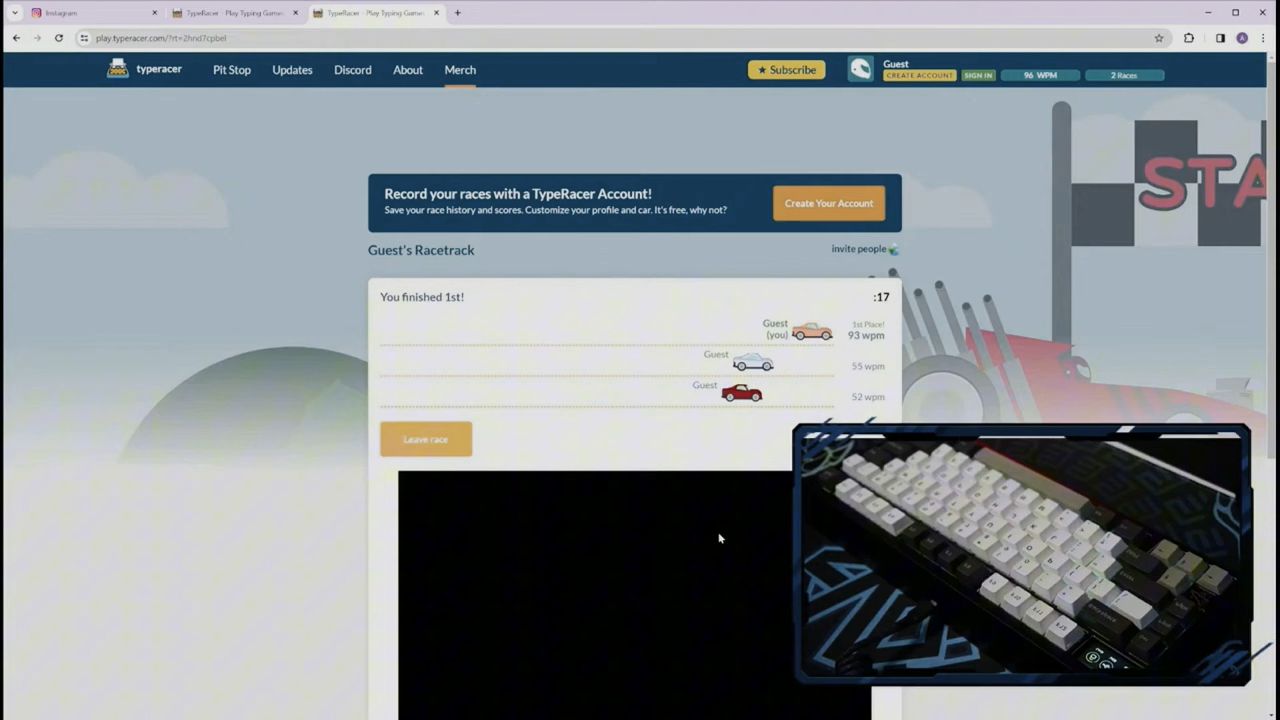 Instagram
TypeRacer - Play Typing Games
TypeRacer - Play Typing Games
play.typeracer.com/?rt=2hnd7cpbel
typeracer
Pit Stop
Updates
Discord
About
Merch
★ Subscribe
Guest
CREATE ACCOUNT
SIGN IN
96 WPM
2 Races
A
STA
Record your races with a TypeRacer Account!
Save your race history and scores. Customize your profile and car. It's free, why not?
Create Your Account
Guest's Racetrack
invite people
You finished 1st!
:17
Guest
(you)
1st Place!
93 wpm
Guest
55 wpm
Guest
52 wpm
Leave race